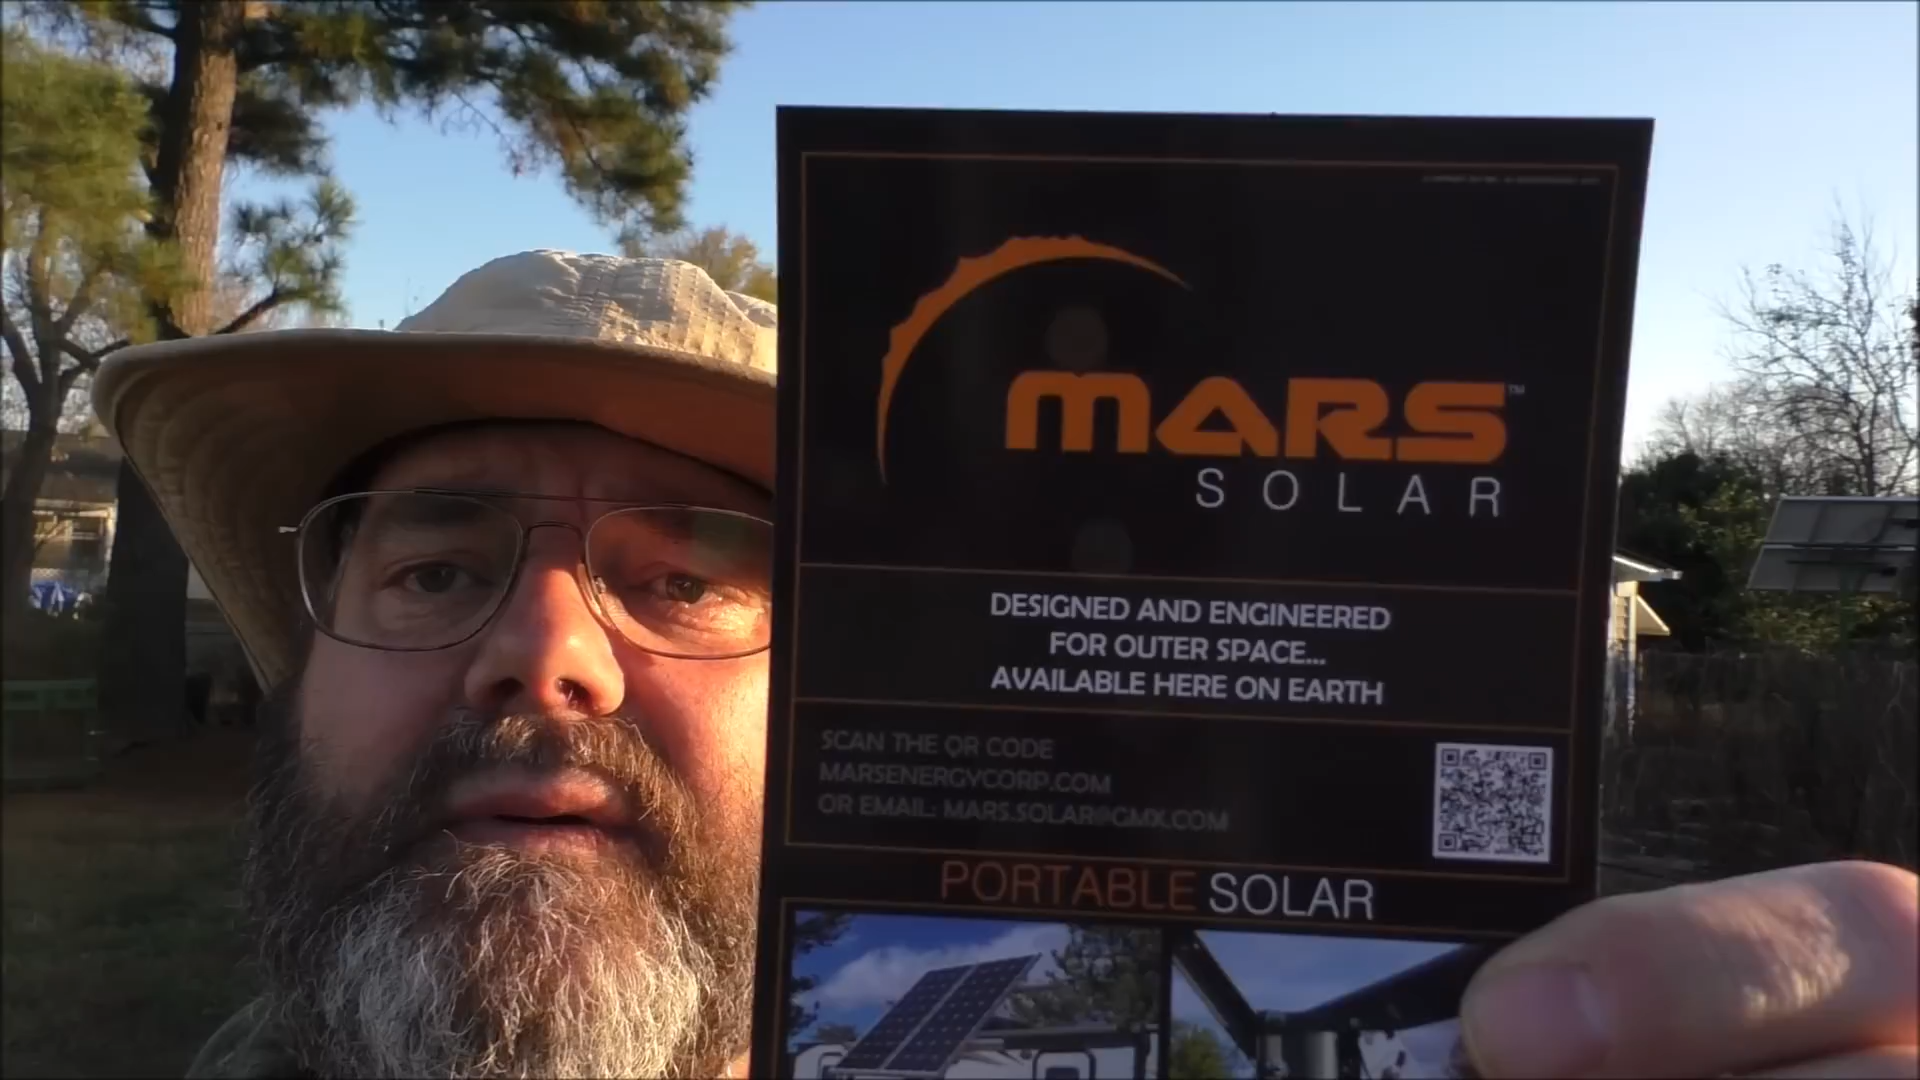 MARS™
SOLAR
DESIGNED AND ENGINEERED
FOR OUTER SPACE...
AVAILABLE HERE ON EARTH
SCAN THE QR CODE
MARSENERGYCORP.COM
OR EMAIL: MARS.SOLAR@GMX.COM
PORTABLE SOLAR